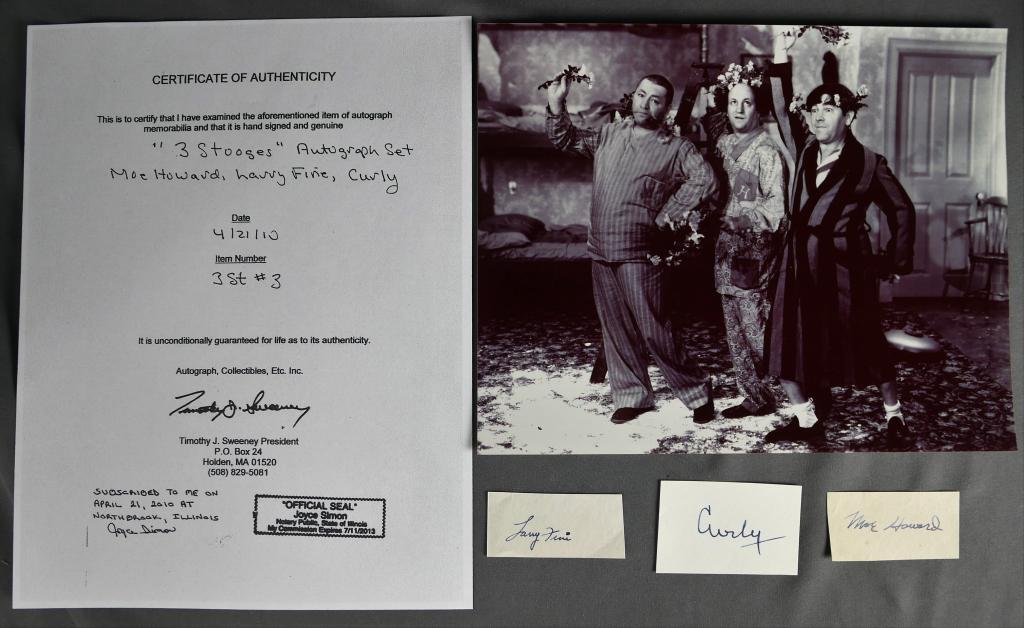 CERTIFICATE OF AUTHENTICITY
This is to certify that I have examined the aforementioned item of autograph
memorabilia and that it is hand signed and genuine
"3 Stooges" Autograph Set
Moe Howard, Larry Fine, Curly
Date
4/21/10
Item Number
3St #3
It is unconditionally guaranteed for life as to its authenticity.
Autograph, Collectibles, Etc. Inc.
Timothy J. Sweeney
Timothy J. Sweeney President
P.O. Box 24
Holden, MA 01520
(508) 829-5081
SUBSCRIBED TO ME ON
APRIL 21, 2010 AT
NORTHBROOK, ILLINOIS
Joyce Simon
"OFFICIAL SEAL"
Joyce Simon
Notary Public, State of Illinois
My Commission Expires 7/11/2013
Larry Fine
Curly
Moe Howard